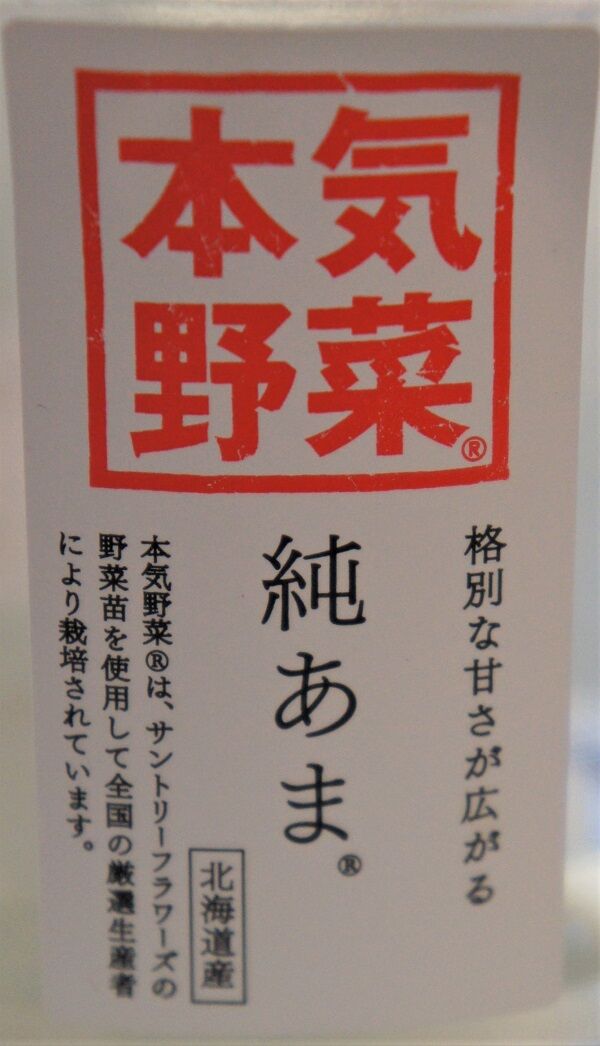 本気
野菜®
格別な甘さが広がる
純あま®
北海道産
本気野菜®は、サントリーフラワーズの
野菜苗を使用して全国の厳選生産者
により栽培されています。